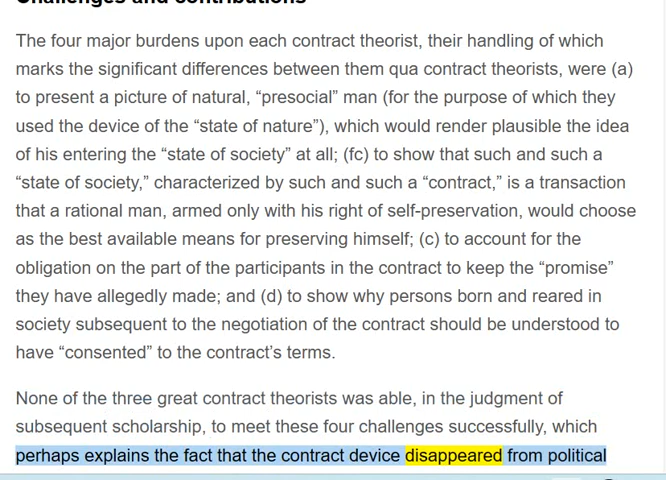 Challenges and contributions
The four major burdens upon each contract theorist, their handling of which
marks the significant differences between them qua contract theorists, were (a)
to present a picture of natural, “presocial” man (for the purpose of which they
used the device of the “state of nature”), which would render plausible the idea
of his entering the “state of society” at all; (fc) to show that such and such a
“state of society,” characterized by such and such a “contract,” is a transaction
that a rational man, armed only with his right of self-preservation, would choose
as the best available means for preserving himself; (c) to account for the
obligation on the part of the participants in the contract to keep the “promise”
they have allegedly made; and (d) to show why persons born and reared in
society subsequent to the negotiation of the contract should be understood to
have “consented” to the contract’s terms.
None of the three great contract theorists was able, in the judgment of
subsequent scholarship, to meet these four challenges successfully, which
perhaps explains the fact that the contract device disappeared from political